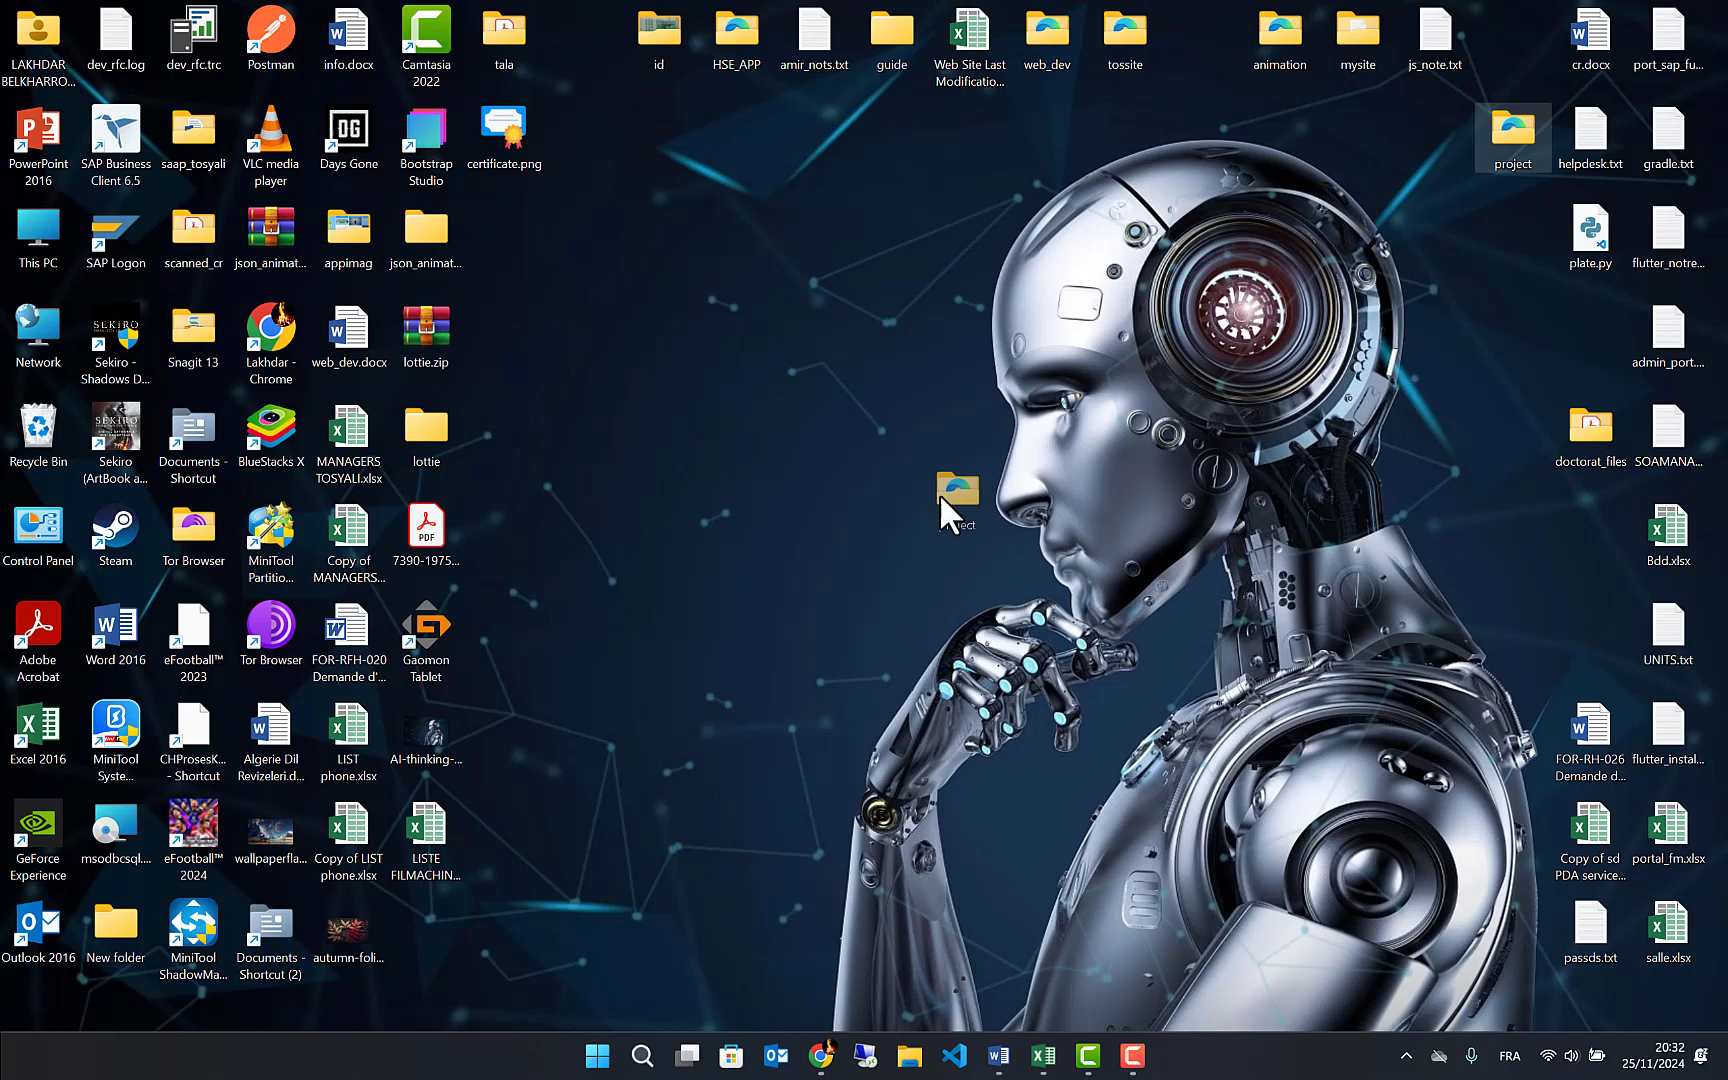 LAKHDAR
BELKHARRO...
dev_rfc.log
dev_rfc.trc
Postman
info.docx
Camtasia
2022
tala
id
HSE_APP
amir_nots.txt
guide
Web Site Last
Modificatio...
web_dev
tossite
animation
mysite
js_note.txt
cr.docx
port_sap_fu...
PowerPoint
2016
SAP Business
Client 6.5
saap_tosyali
VLC media
player
Days Gone
Bootstrap
Studio
certificate.png
project
helpdesk.txt
gradle.txt
This PC
SAP Logon
scanned_cr
json_animat...
appimag
json_animat...
plate.py
flutter_notre...
Network
Sekiro -
Shadows D...
Snagit 13
Lakhdar -
Chrome
web_dev.docx
lottie.zip
admin_port....
Recycle Bin
Sekiro
(ArtBook a...
Documents -
Shortcut
BlueStacks X
MANAGERS
TOSYALI.xlsx
lottie
doctorat_files
SOAMANA...
Control Panel
Steam
Tor Browser
MiniTool
Partitio...
Copy of
MANAGERS...
PDF
7390-1975...
Bdd.xlsx
Adobe
Acrobat
Word 2016
eFootball™
2023
Tor Browser
FOR-RFH-020
Demande d'...
Gaomon
Tablet
UNITS.txt
Excel 2016
MiniTool
Syste...
CHProsesK...
- Shortcut
Algerie Dil
Revizeleri.d...
LIST
phone.xlsx
AI-thinking-...
FOR-RH-026
Demande d...
flutter_instal...
GeForce
Experience
msodbcsql....
eFootball™
2024
wallpaperfla...
Copy of LIST
phone.xlsx
LISTE
FILMACHIN...
Copy of sd
PDA service...
portal_fm.xlsx
Outlook 2016
New folder
MiniTool
ShadowMa...
Documents -
Shortcut (2)
autumn-foli...
passds.txt
salle.xlsx
FRA
20:32
25/11/2024